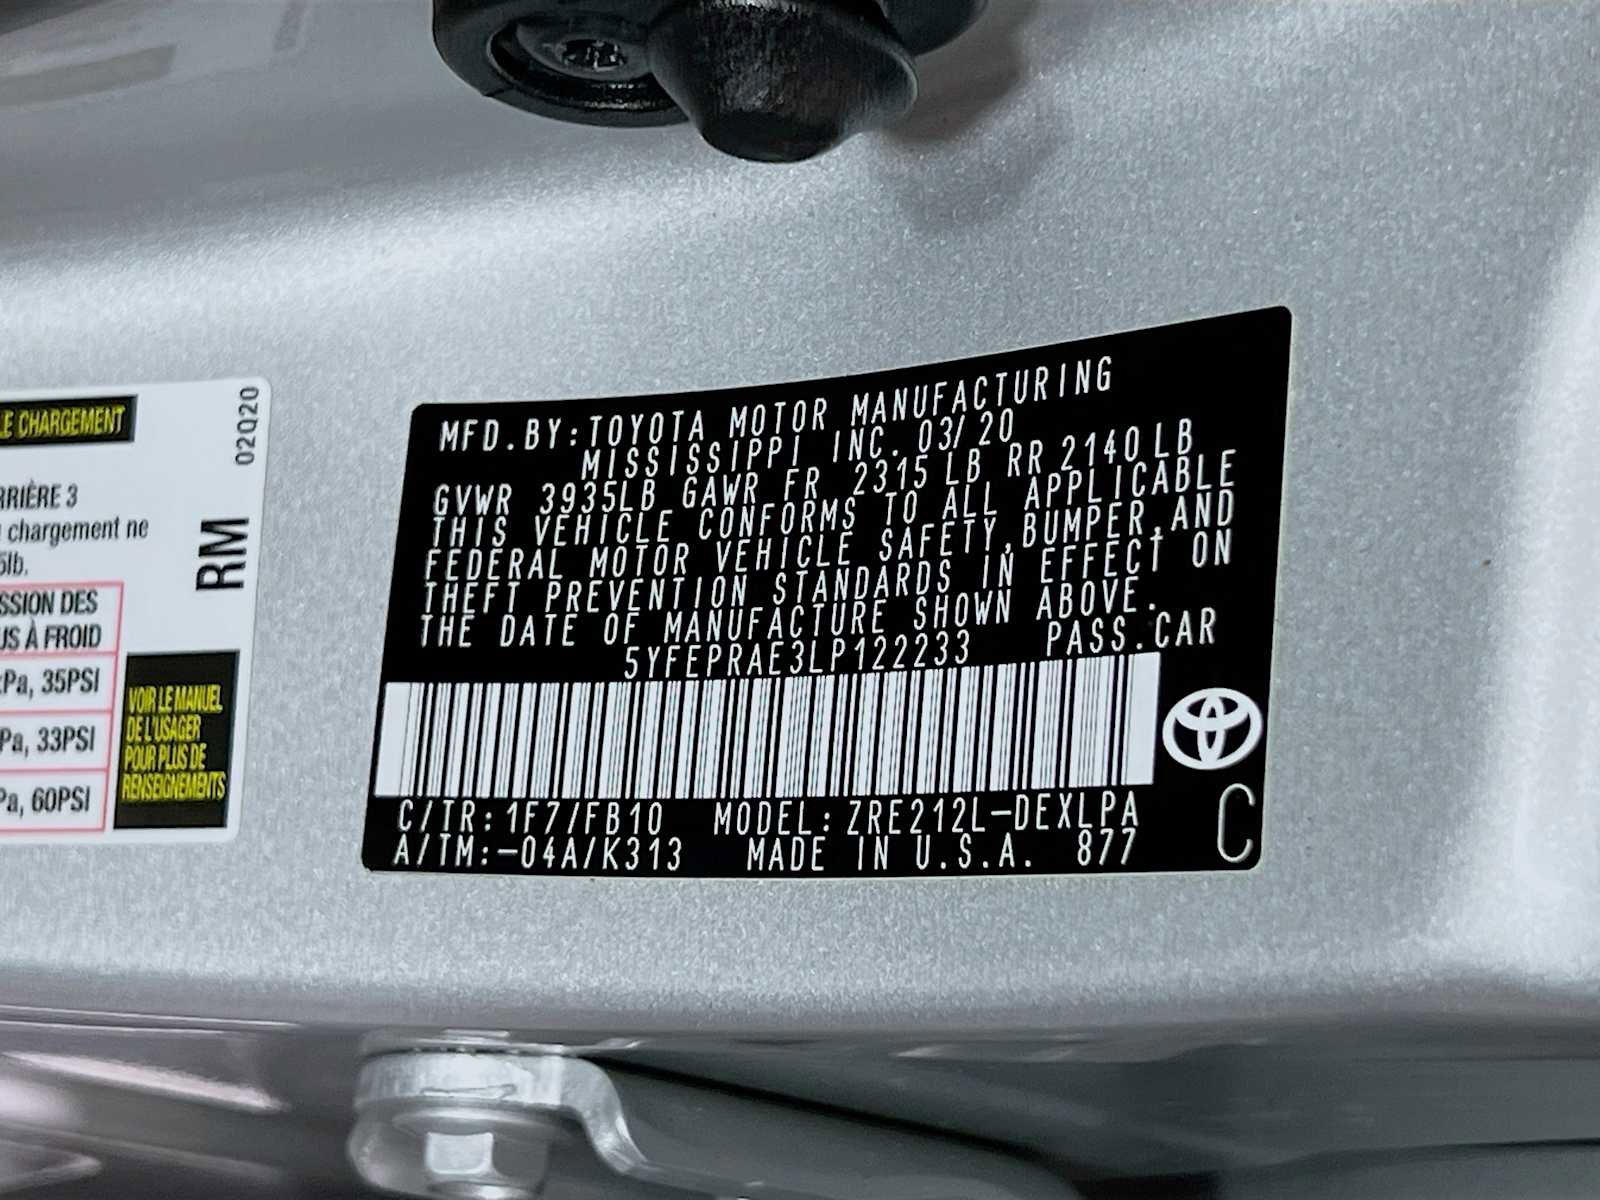 LE CHARGEMENT
02Q20
RRIÈRE 3
chargement ne
5lb.
RM
SSION DES
US À FROID
kPa, 35PSI
Pa, 33PSI
Pa, 60PSI
VOIR LE MANUEL
DE L'USAGER
POUR PLUS DE
RENSEIGNEMENTS
MFD.BY:TOYOTA MOTOR MANUFACTURING
MISSISSIPPI INC. 03/20
GVWR 3935LB GAWR FR 2315 LB RR 2140 LB
THIS VEHICLE CONFORMS TO ALL APPLICABLE
FEDERAL MOTOR VEHICLE SAFETY,BUMPER,AND
THEFT PREVENTION STANDARDS IN EFFECT ON
THE DATE OF MANUFACTURE SHOWN ABOVE.
5YFEPRAE3LP122233 PASS.CAR
C/TR:1F7/FB10 MODEL:ZRE212L-DEXLPA
A/TM:-04A/K313 MADE IN U.S.A. 877
C